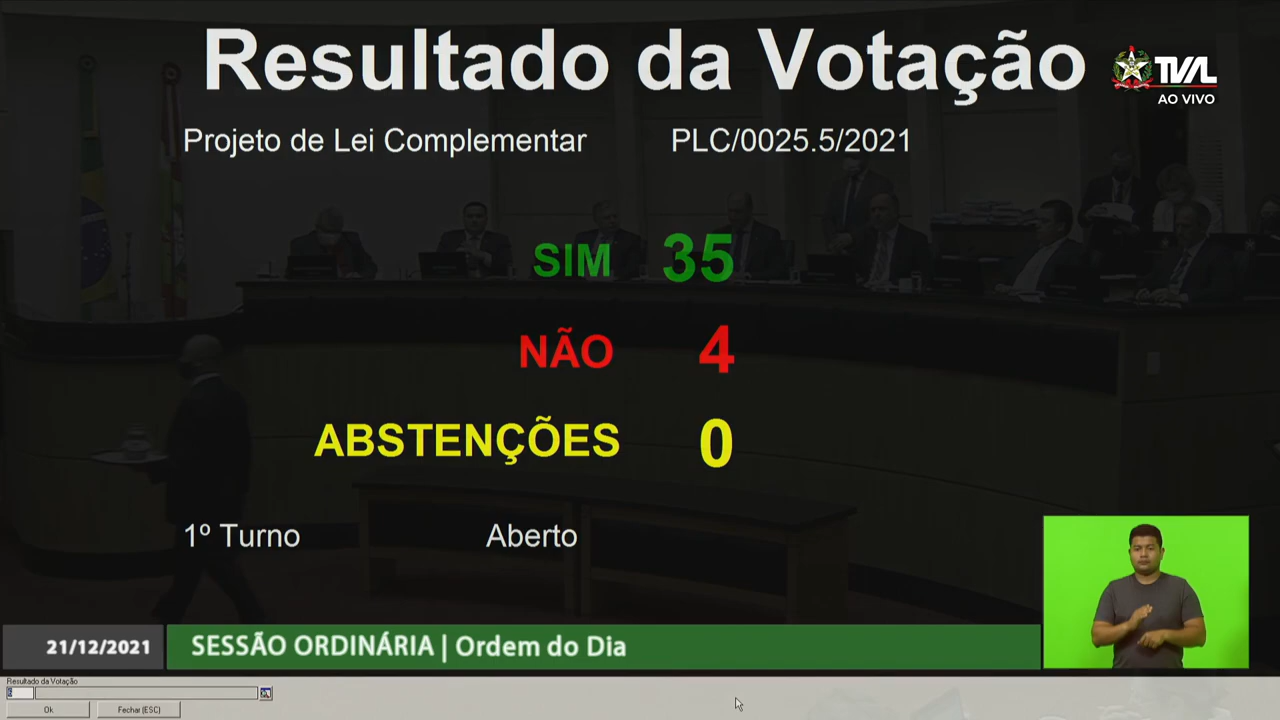 Resultado da Votação
TVAL
AO VIVO
Projeto de Lei Complementar PLC/0025.5/2021
SIM 35
NÃO 4
ABSTENÇÕES 0
1º Turno Aberto
21/12/2021 SESSÃO ORDINÁRIA | Ordem do Dia
Resultado da Votação
Ok Fechar (ESC)